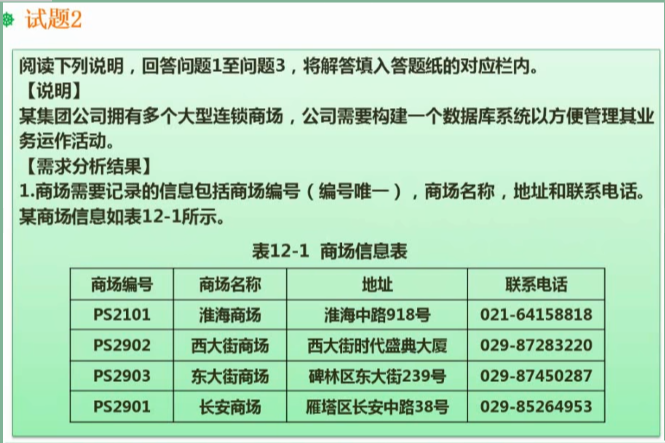 试题2
阅读下列说明，回答问题1至问题3，将解答填入答题纸的对应栏内。
【说明】
某集团公司拥有多个大型连锁商场，公司需要构建一个数据库系统以方便管理其业
务运作活动。
【需求分析结果】
1.商场需要记录的信息包括商场编号（编号唯一），商场名称，地址和联系电话。
某商场信息如表12-1所示。
表12-1 商场信息表
商场编号 商场名称 地址 联系电话
PS2101 淮海商场 淮海中路918号 021-64158818
PS2902 西大街商场 西大街时代盛典大厦 029-87283220
PS2903 东大街商场 碑林区东大街239号 029-87450287
PS2901 长安商场 雁塔区长安中路38号 029-85264953